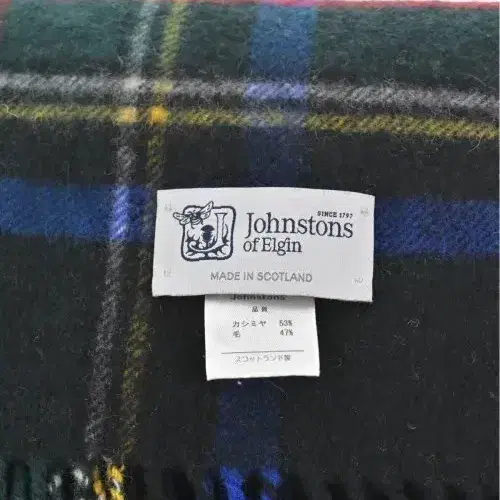 SINCE 1797
Johnstons
of Elgin
MADE IN SCOTLAND
Johnstons
品質
カシミヤ 53%
毛 47%
スコットランド製